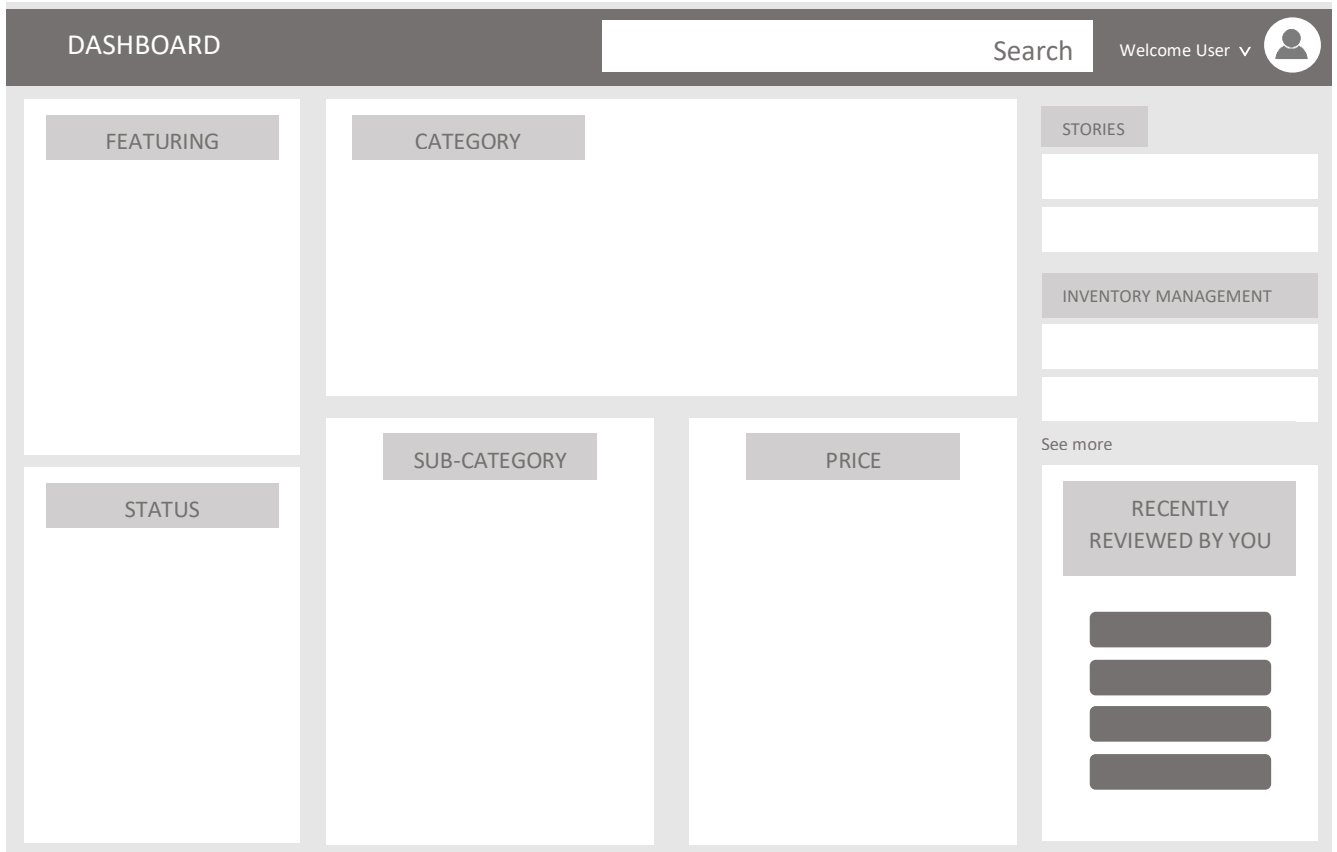 DASHBOARD
Search
Welcome User
FEATURING
CATEGORY
STORIES
INVENTORY MANAGEMENT
See more
SUB-CATEGORY
PRICE
STATUS
RECENTLY
REVIEWED BY YOU